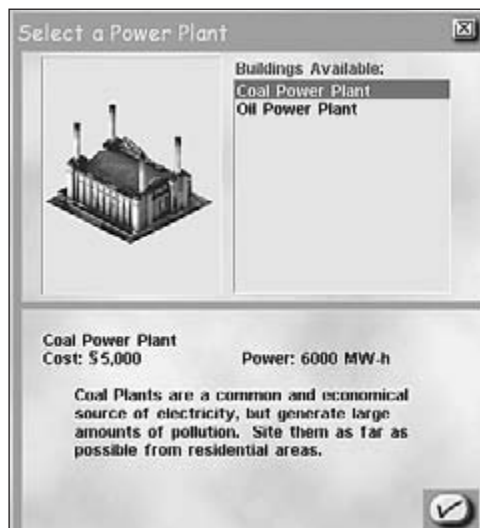 Select a Power Plant
Buildings Available:
Coal Power Plant
Oil Power Plant
Coal Power Plant
Cost: §5,000 Power: 6000 MW-h
Coal Plants are a common and economical
source of electricity, but generate large
amounts of pollution. Site them as far as
possible from residential areas.